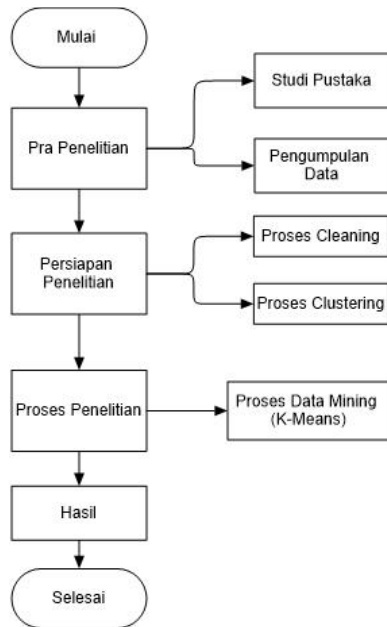 Mulai
Pra Penelitian
Studi Pustaka
Pengumpulan
Data
Persiapan
Penelitian
Proses Cleaning
Proses Clustering
Proses Penelitian
Proses Data Mining
(K-Means)
Hasil
Selesai